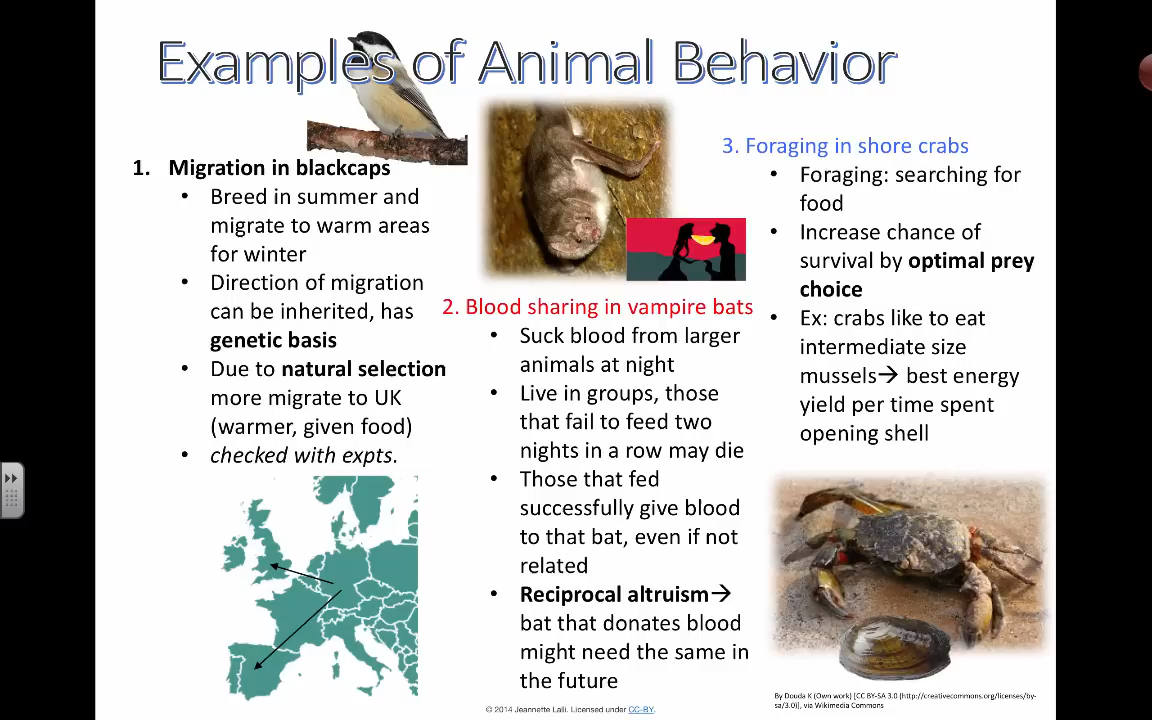 Examples of Animal Behavior
1. Migration in blackcaps
• Breed in summer and
migrate to warm areas
for winter
• Direction of migration
can be inherited, has
genetic basis
• Due to natural selection
more migrate to UK
(warmer, given food)
• checked with expts.
2. Blood sharing in vampire bats
• Suck blood from larger
animals at night
• Live in groups, those
that fail to feed two
nights in a row may die
• Those that fed
successfully give blood
to that bat, even if not
related
• Reciprocal altruism→
bat that donates blood
might need the same in
the future
3. Foraging in shore crabs
• Foraging: searching for
food
• Increase chance of
survival by optimal prey
choice
• Ex: crabs like to eat
intermediate size
mussels→ best energy
yield per time spent
opening shell
By Douda K (Own work) [CC BY-SA 3.0 (http://creativecommons.org/licenses/by-
sa/3.0)], via Wikimedia Commons
© 2014 Jeannette Lalli. Licensed under CC-BY.